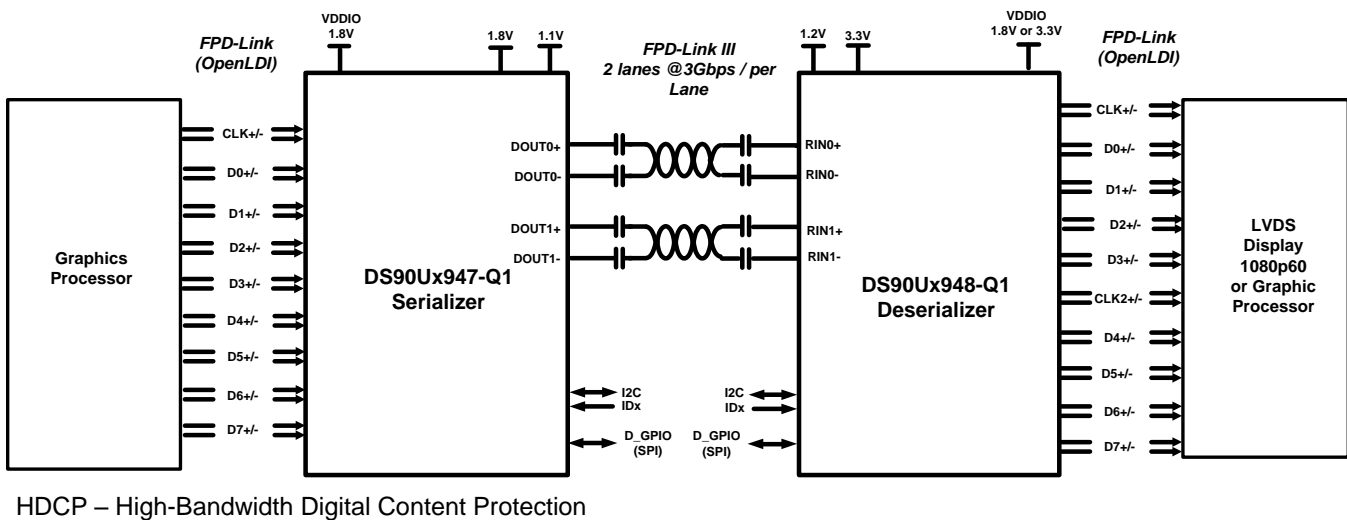 FPD-Link
(OpenLDI)
VDDIO
1.8V
1.8V
1.1V
FPD-Link III
2 lanes @3Gbps / per
Lane
1.2V
3.3V
VDDIO
1.8V or 3.3V
FPD-Link
(OpenLDI)
Graphics
Processor
CLK+/-
D0+/-
D1+/-
D2+/-
D3+/-
D4+/-
D5+/-
D6+/-
D7+/-
DS90Ux947-Q1
Serializer
DOUT0+
DOUT0-
DOUT1+
DOUT1-
I2C
IDx
D_GPIO
(SPI)
RIN0+
RIN0-
RIN1+
RIN1-
I2C
IDx
D_GPIO
(SPI)
DS90Ux948-Q1
Deserializer
CLK+/-
D0+/-
D1+/-
D2+/-
D3+/-
CLK2+/-
D4+/-
D5+/-
D6+/-
D7+/-
LVDS
Display
1080p60
or Graphic
Processor
HDCP – High-Bandwidth Digital Content Protection